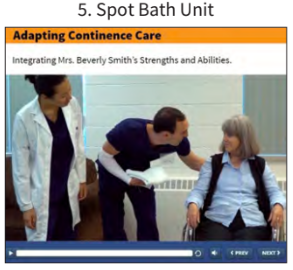 5. Spot Bath Unit
Adapting Continence Care
Integrating Mrs. Beverly Smith's Strengths and Abilities.
PREV
NEXT